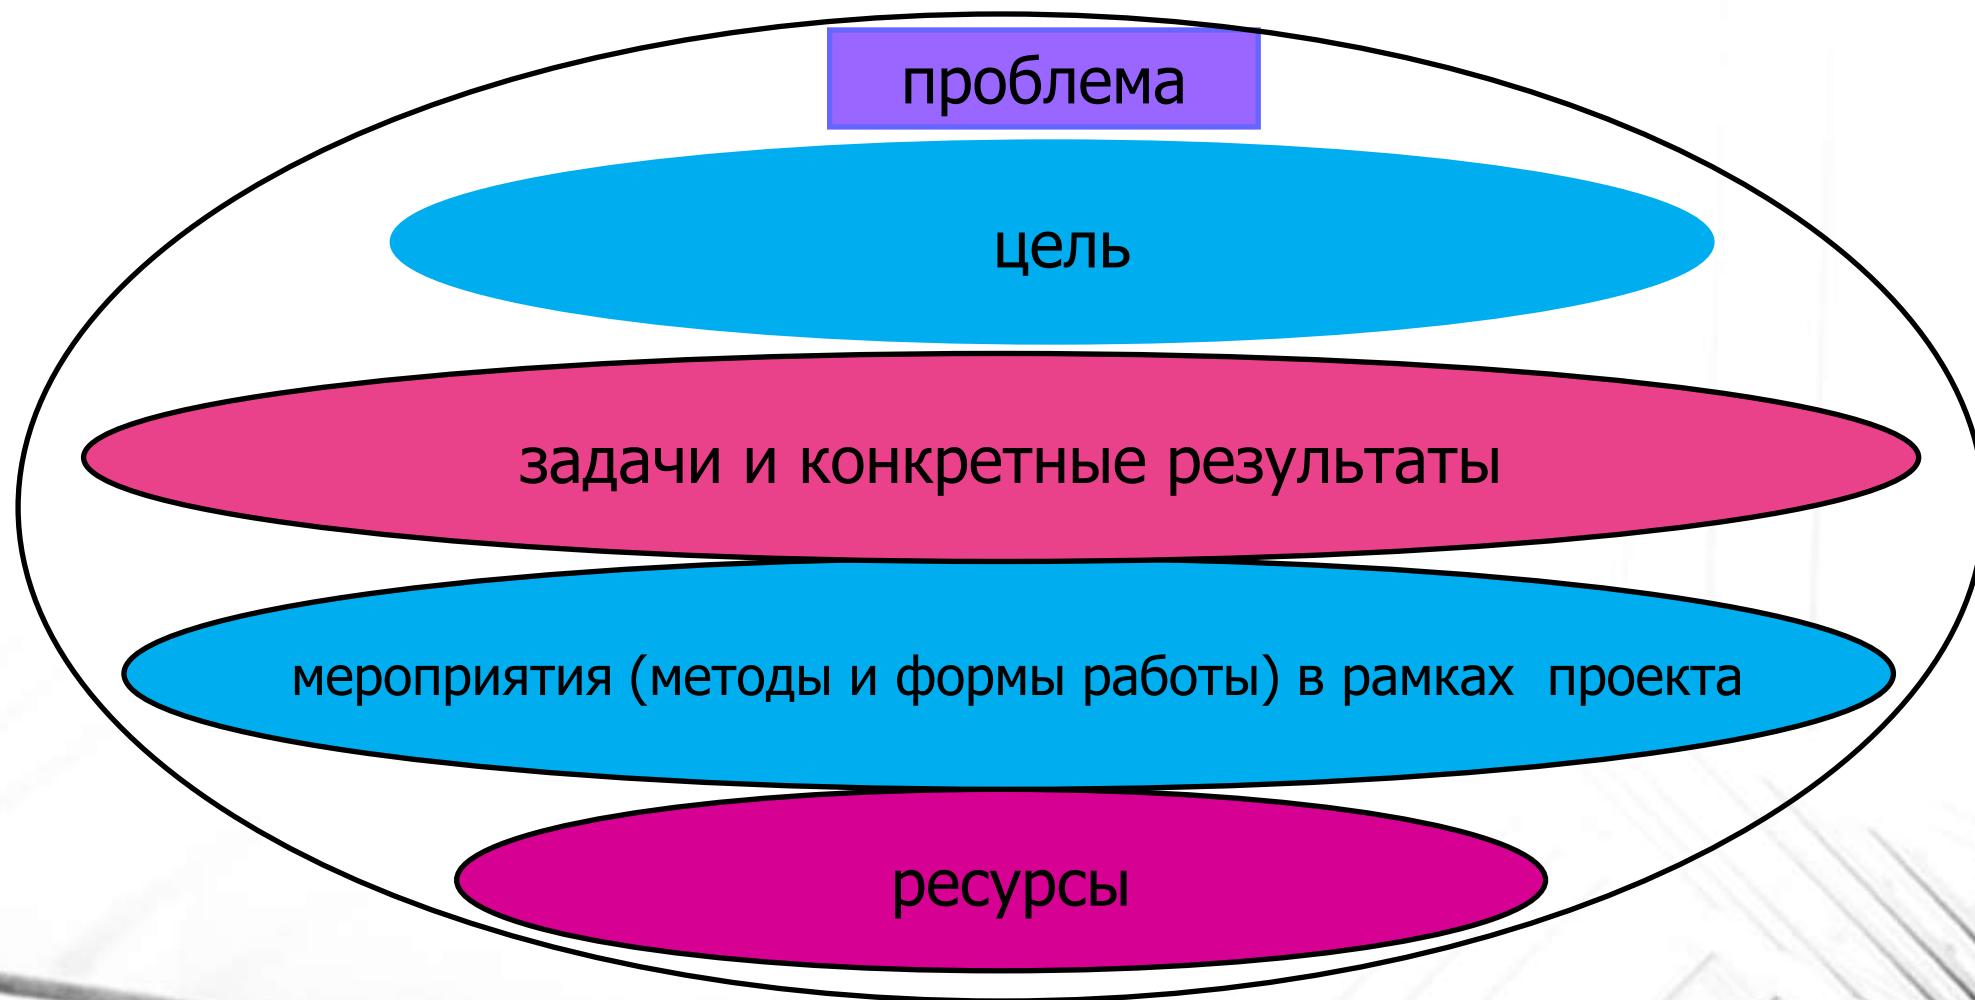 проблема
цель
задачи и конкретные результаты
мероприятия (методы и формы работы) в рамках  проекта
ресурсы